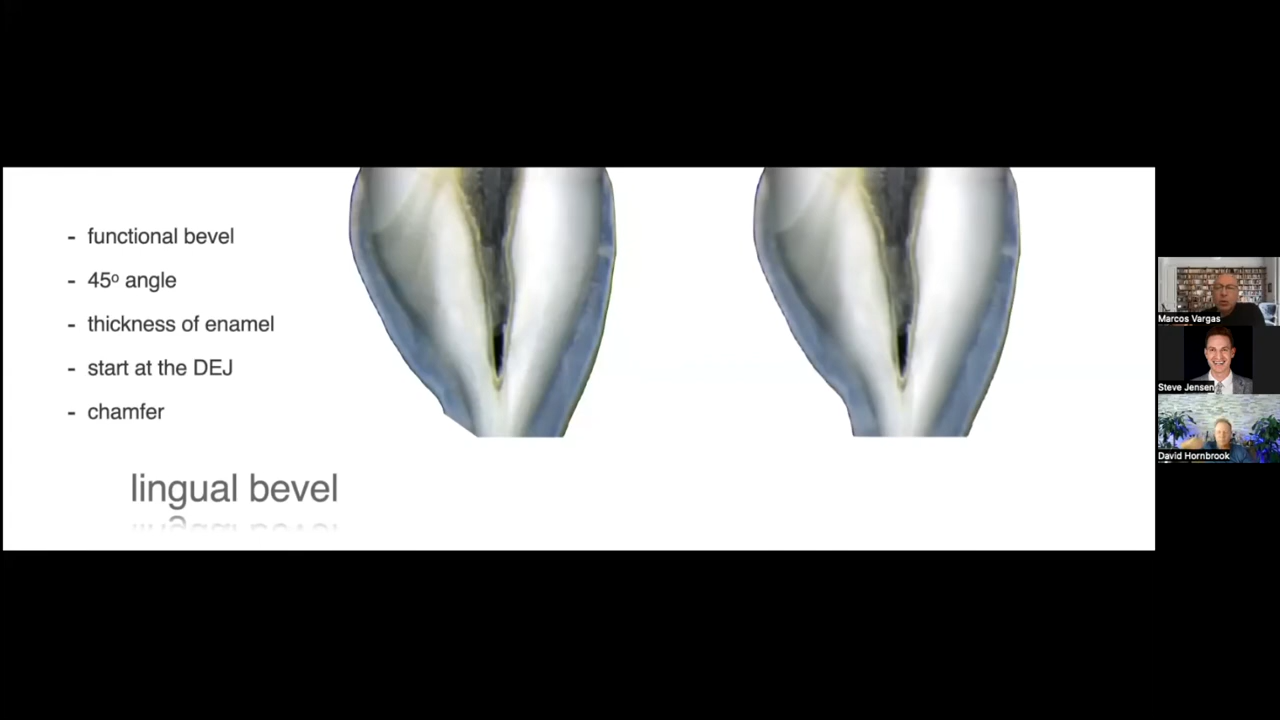 - functional bevel
- 45º angle
- thickness of enamel
- start at the DEJ
- chamfer
lingual bevel
Marcos Vargas
Steve Jensen
David Hornbrook